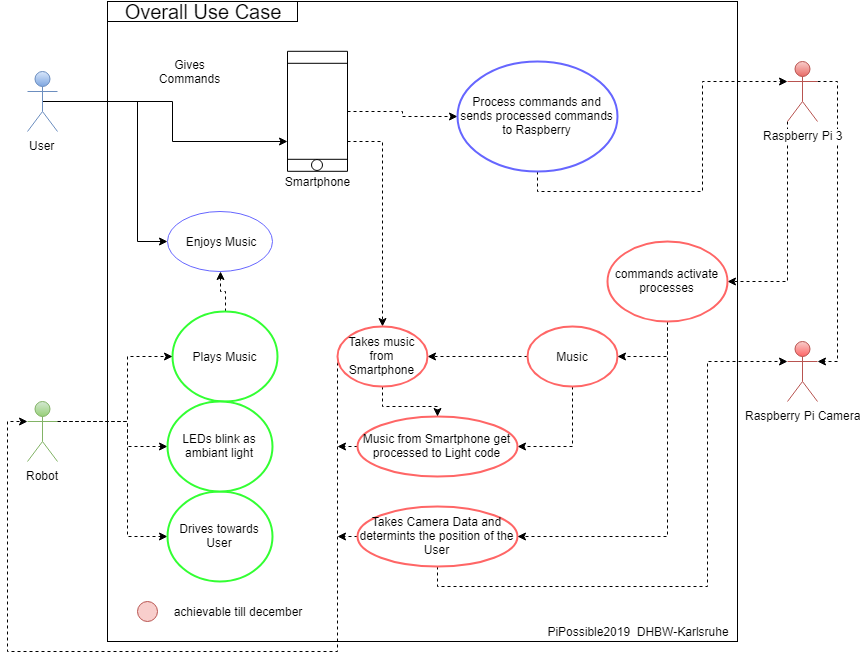 Overall Use Case
Gives
Commands
User
Smartphone
Process commands and
sends processed commands
to Raspberry
Raspberry Pi 3
Enjoys Music
commands activate
processes
Plays Music
Takes music
from
Smartphone
Music
Raspberry Pi Camera
Robot
LEDs blink as
ambiant light
Music from Smartphone get
processed to Light code
Drives towards
User
Takes Camera Data and
determints the position of the
User
achievable till december
PiPossible2019 DHBW-Karlsruhe